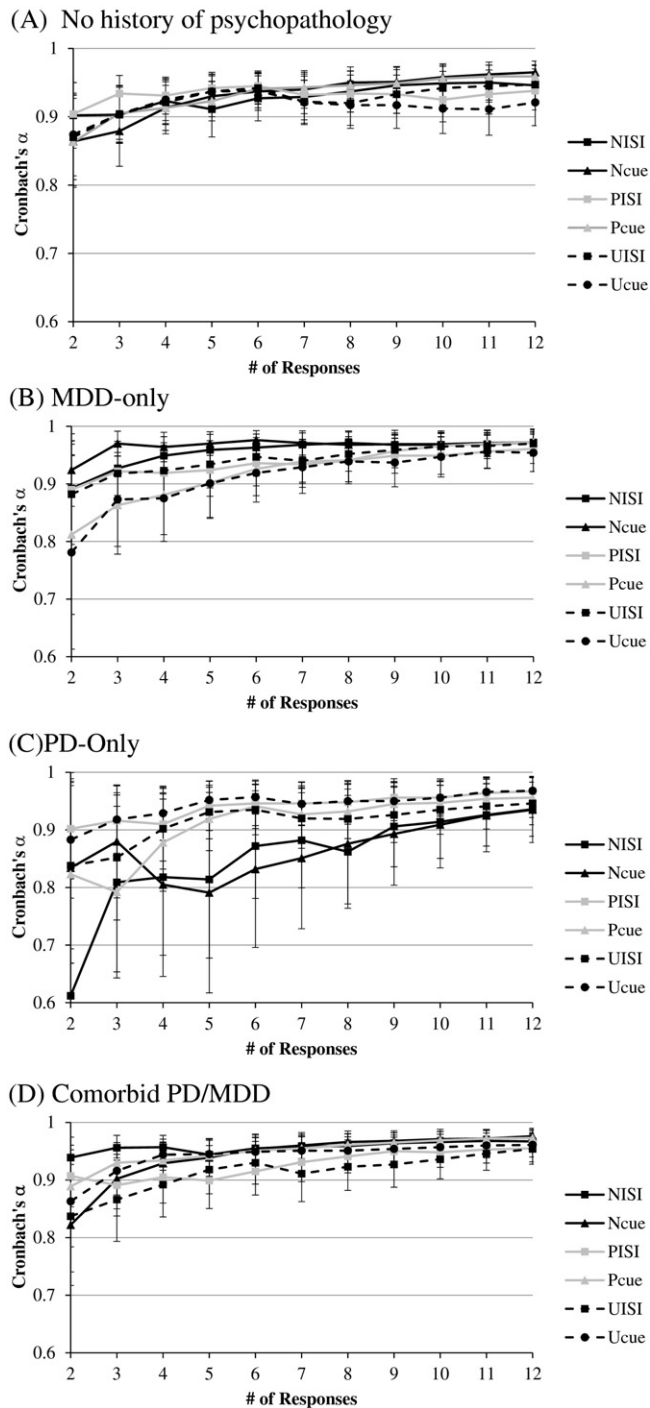 (A) No history of psychopathology
1
0.9
0.8
0.7
0.6
Cronbach's α
2 3 4 5 6 7 8 9 10 11 12
# of Responses
NISI
Ncue
PISI
Pcue
UISI
Ucue
(B) MDD-only
1
0.9
0.8
0.7
0.6
Cronbach's α
2 3 4 5 6 7 8 9 10 11 12
# of Responses
NISI
Ncue
PISI
Pcue
UISI
Ucue
(C)PD-Only
1
0.9
0.8
0.7
0.6
Cronbach's α
2 3 4 5 6 7 8 9 10 11 12
# of Responses
NISI
Ncue
PISI
Pcue
UISI
Ucue
(D) Comorbid PD/MDD
1
0.9
0.8
0.7
0.6
Cronbach's α
2 3 4 5 6 7 8 9 10 11 12
# of Responses
NISI
Ncue
PISI
Pcue
UISI
Ucue